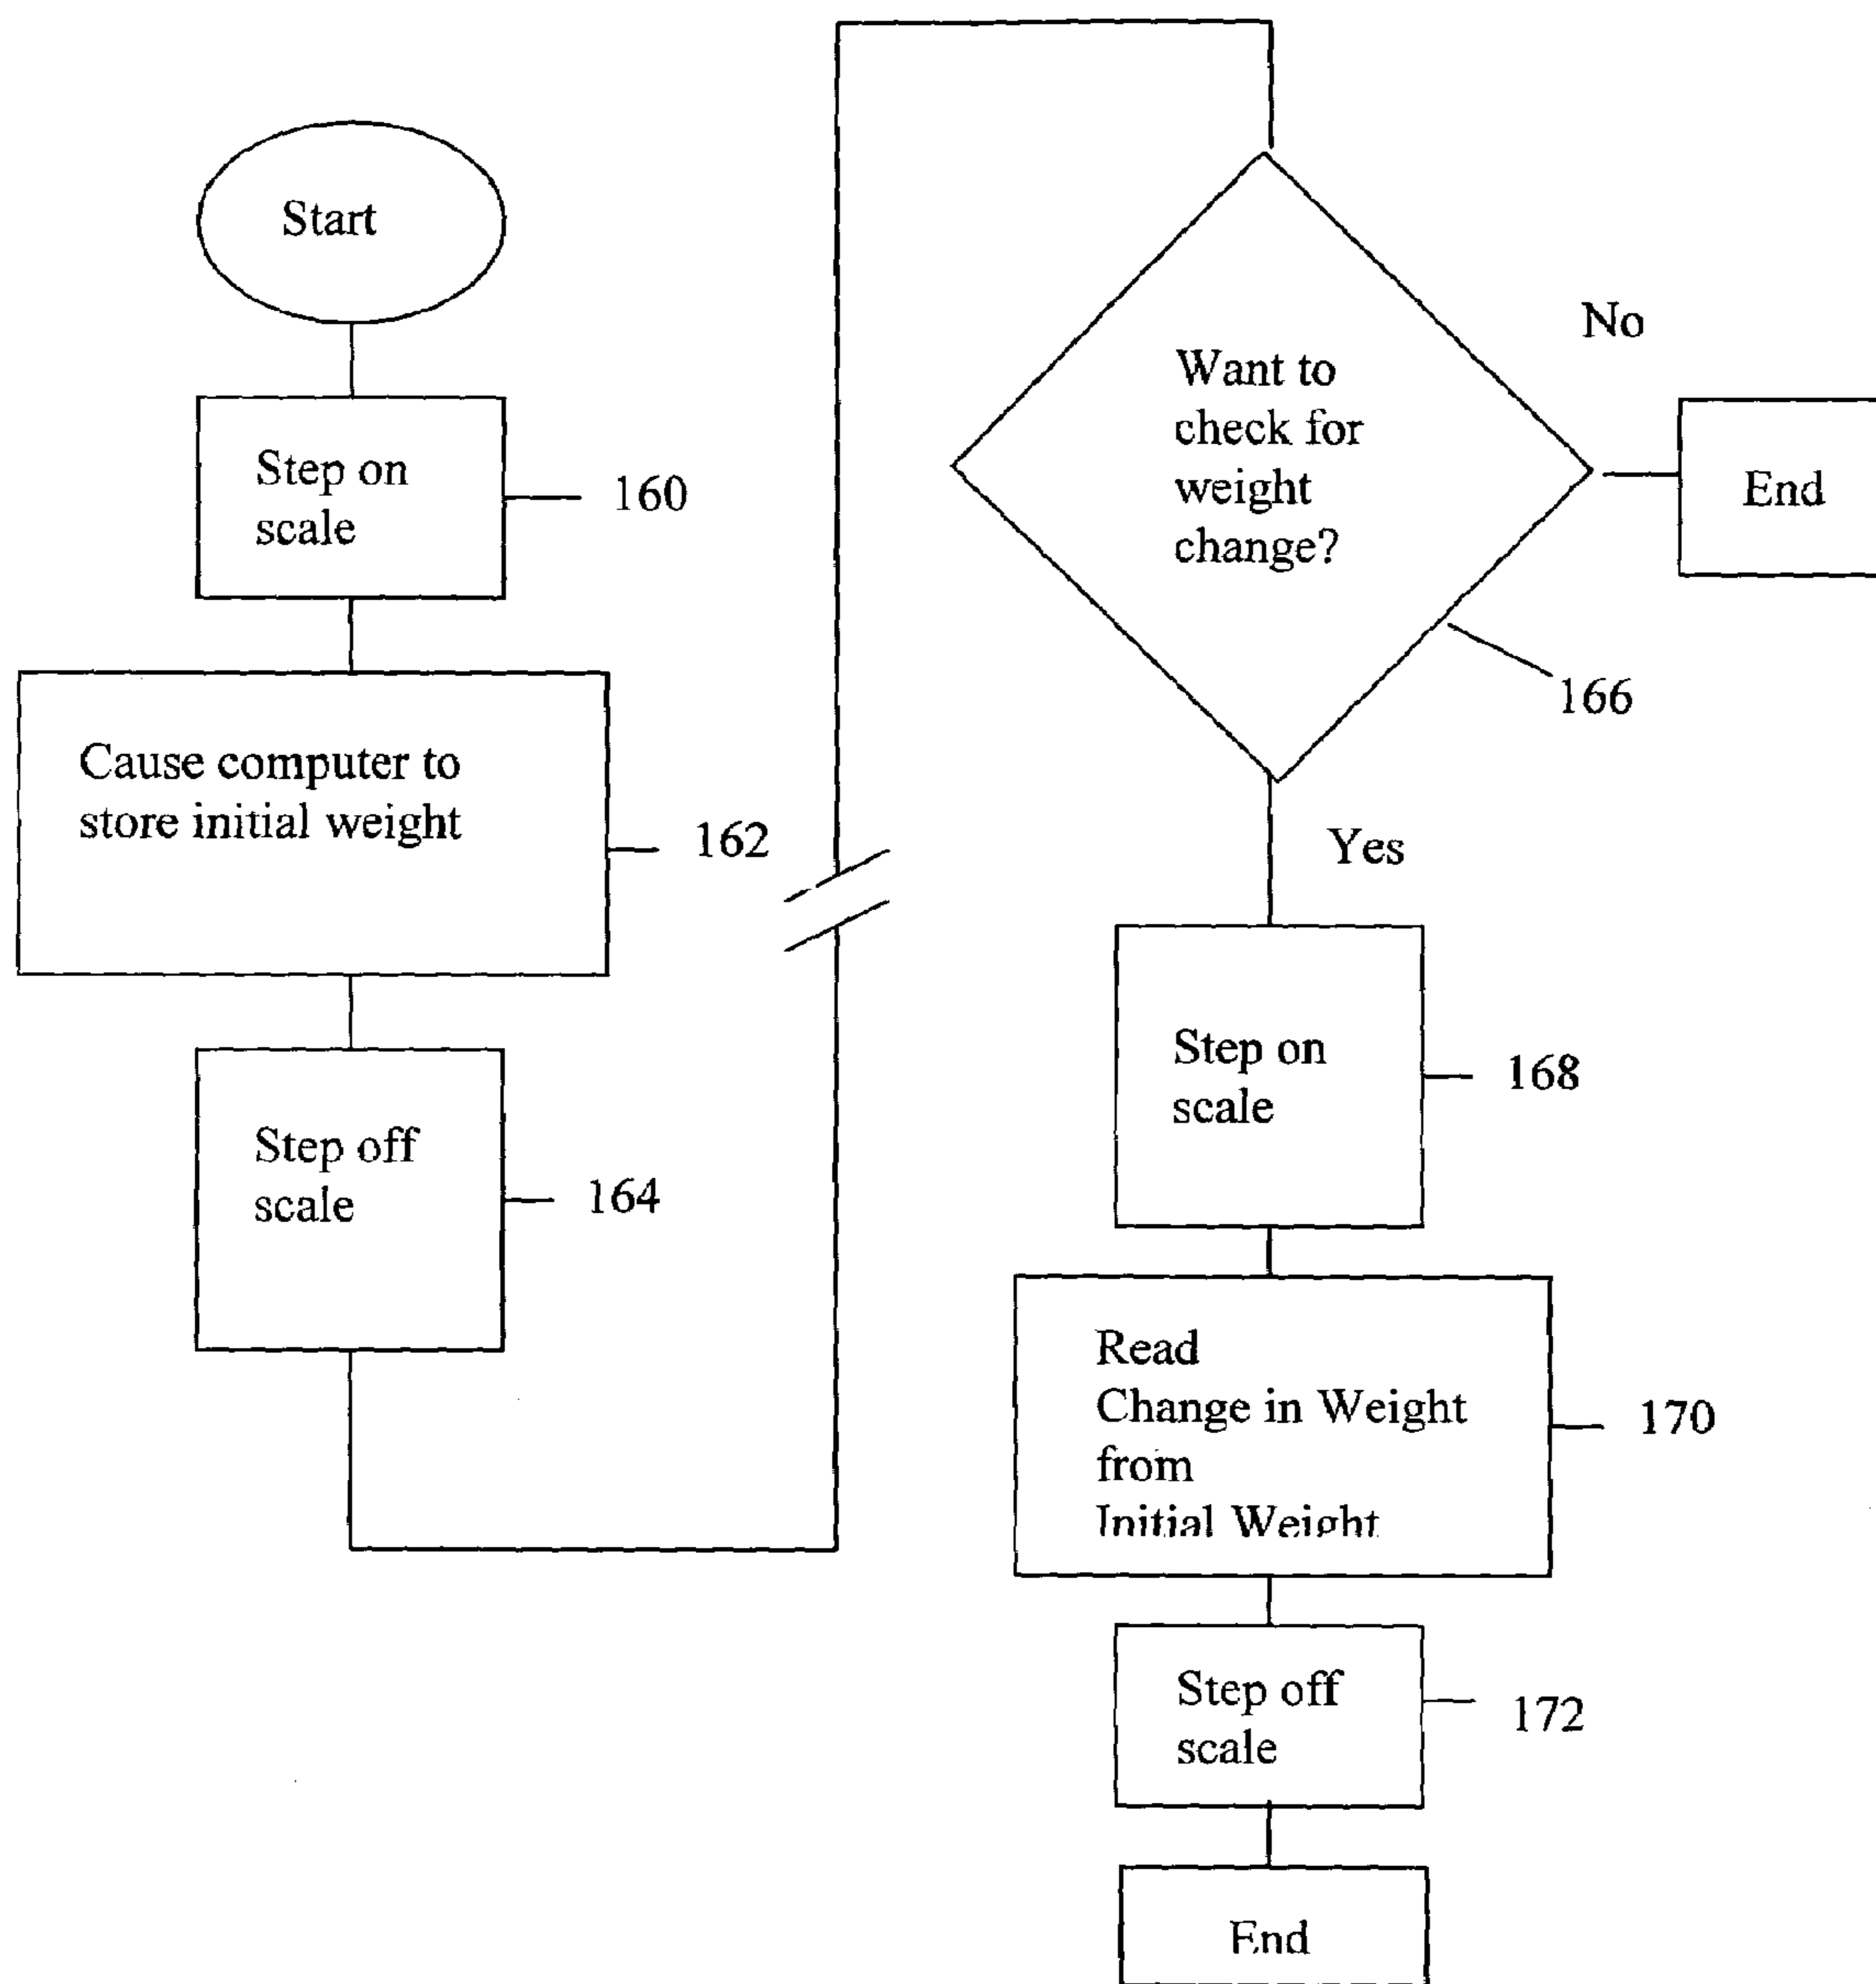 Start
Step on
scale
160
Cause computer to
store initial weight
162
Step off
scale
164
Want to
check for
weight
change?
No
End
166
Yes
Step on
scale
168
Read
Change in Weight
from
Initial Weight
170
Step off
scale
172
End